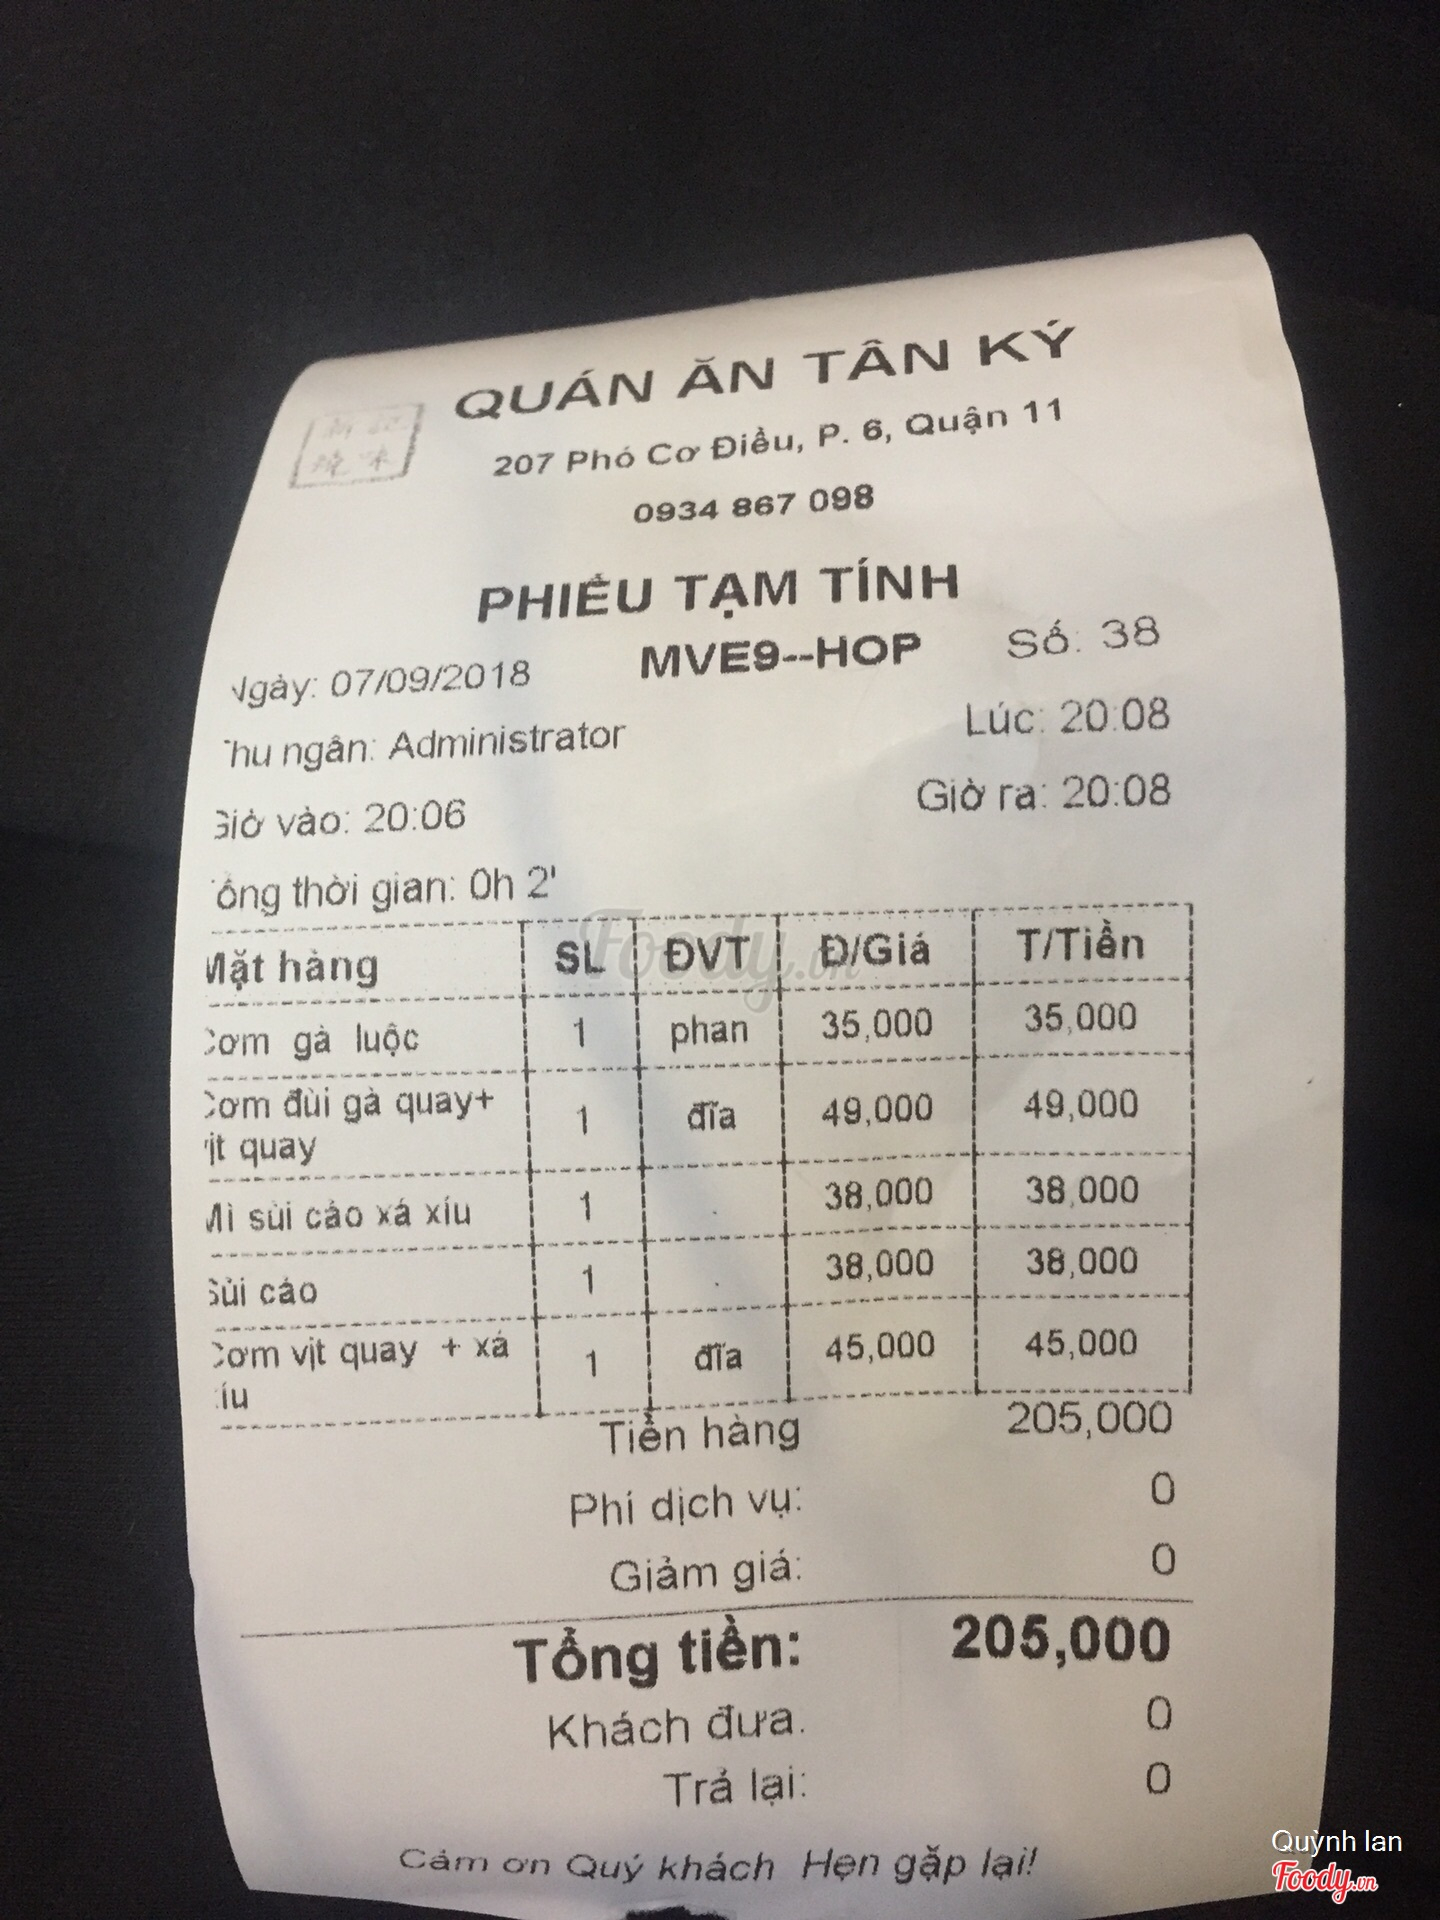 QUÁN ĂN TÂN KÝ
207 Phó Cơ Điều, P. 6, Quận 11
0934 867 098
PHIẾU TẠM TÍNH
MVE9--HOP Số: 38
Ngày: 07/09/2018
Thu ngân: Administrator Lúc: 20:08
Giờ vào: 20:06 Giờ ra: 20:08
Tổng thời gian: 0h 2'
Mặt hàng SL ĐVT Đ/Giá T/Tiền
Cơm gà luộc 1 phan 35,000 35,000
Cơm đùi gà quay+ 1 đĩa 49,000 49,000
vịt quay
Mì sủi cảo xá xíu 1 38,000 38,000
Sủi cảo 1 38,000 38,000
Cơm vịt quay + xá 1 đĩa 45,000 45,000
xíu
Tiền hàng 205,000
Phí dịch vụ: 0
Giảm giá: 0
Tổng tiền: 205,000
Khách đưa. 0
Trả lại: 0
Cảm ơn Quý khách Hẹn gặp lại!
Foody.vn
Quỳnh lan
Foody.vn